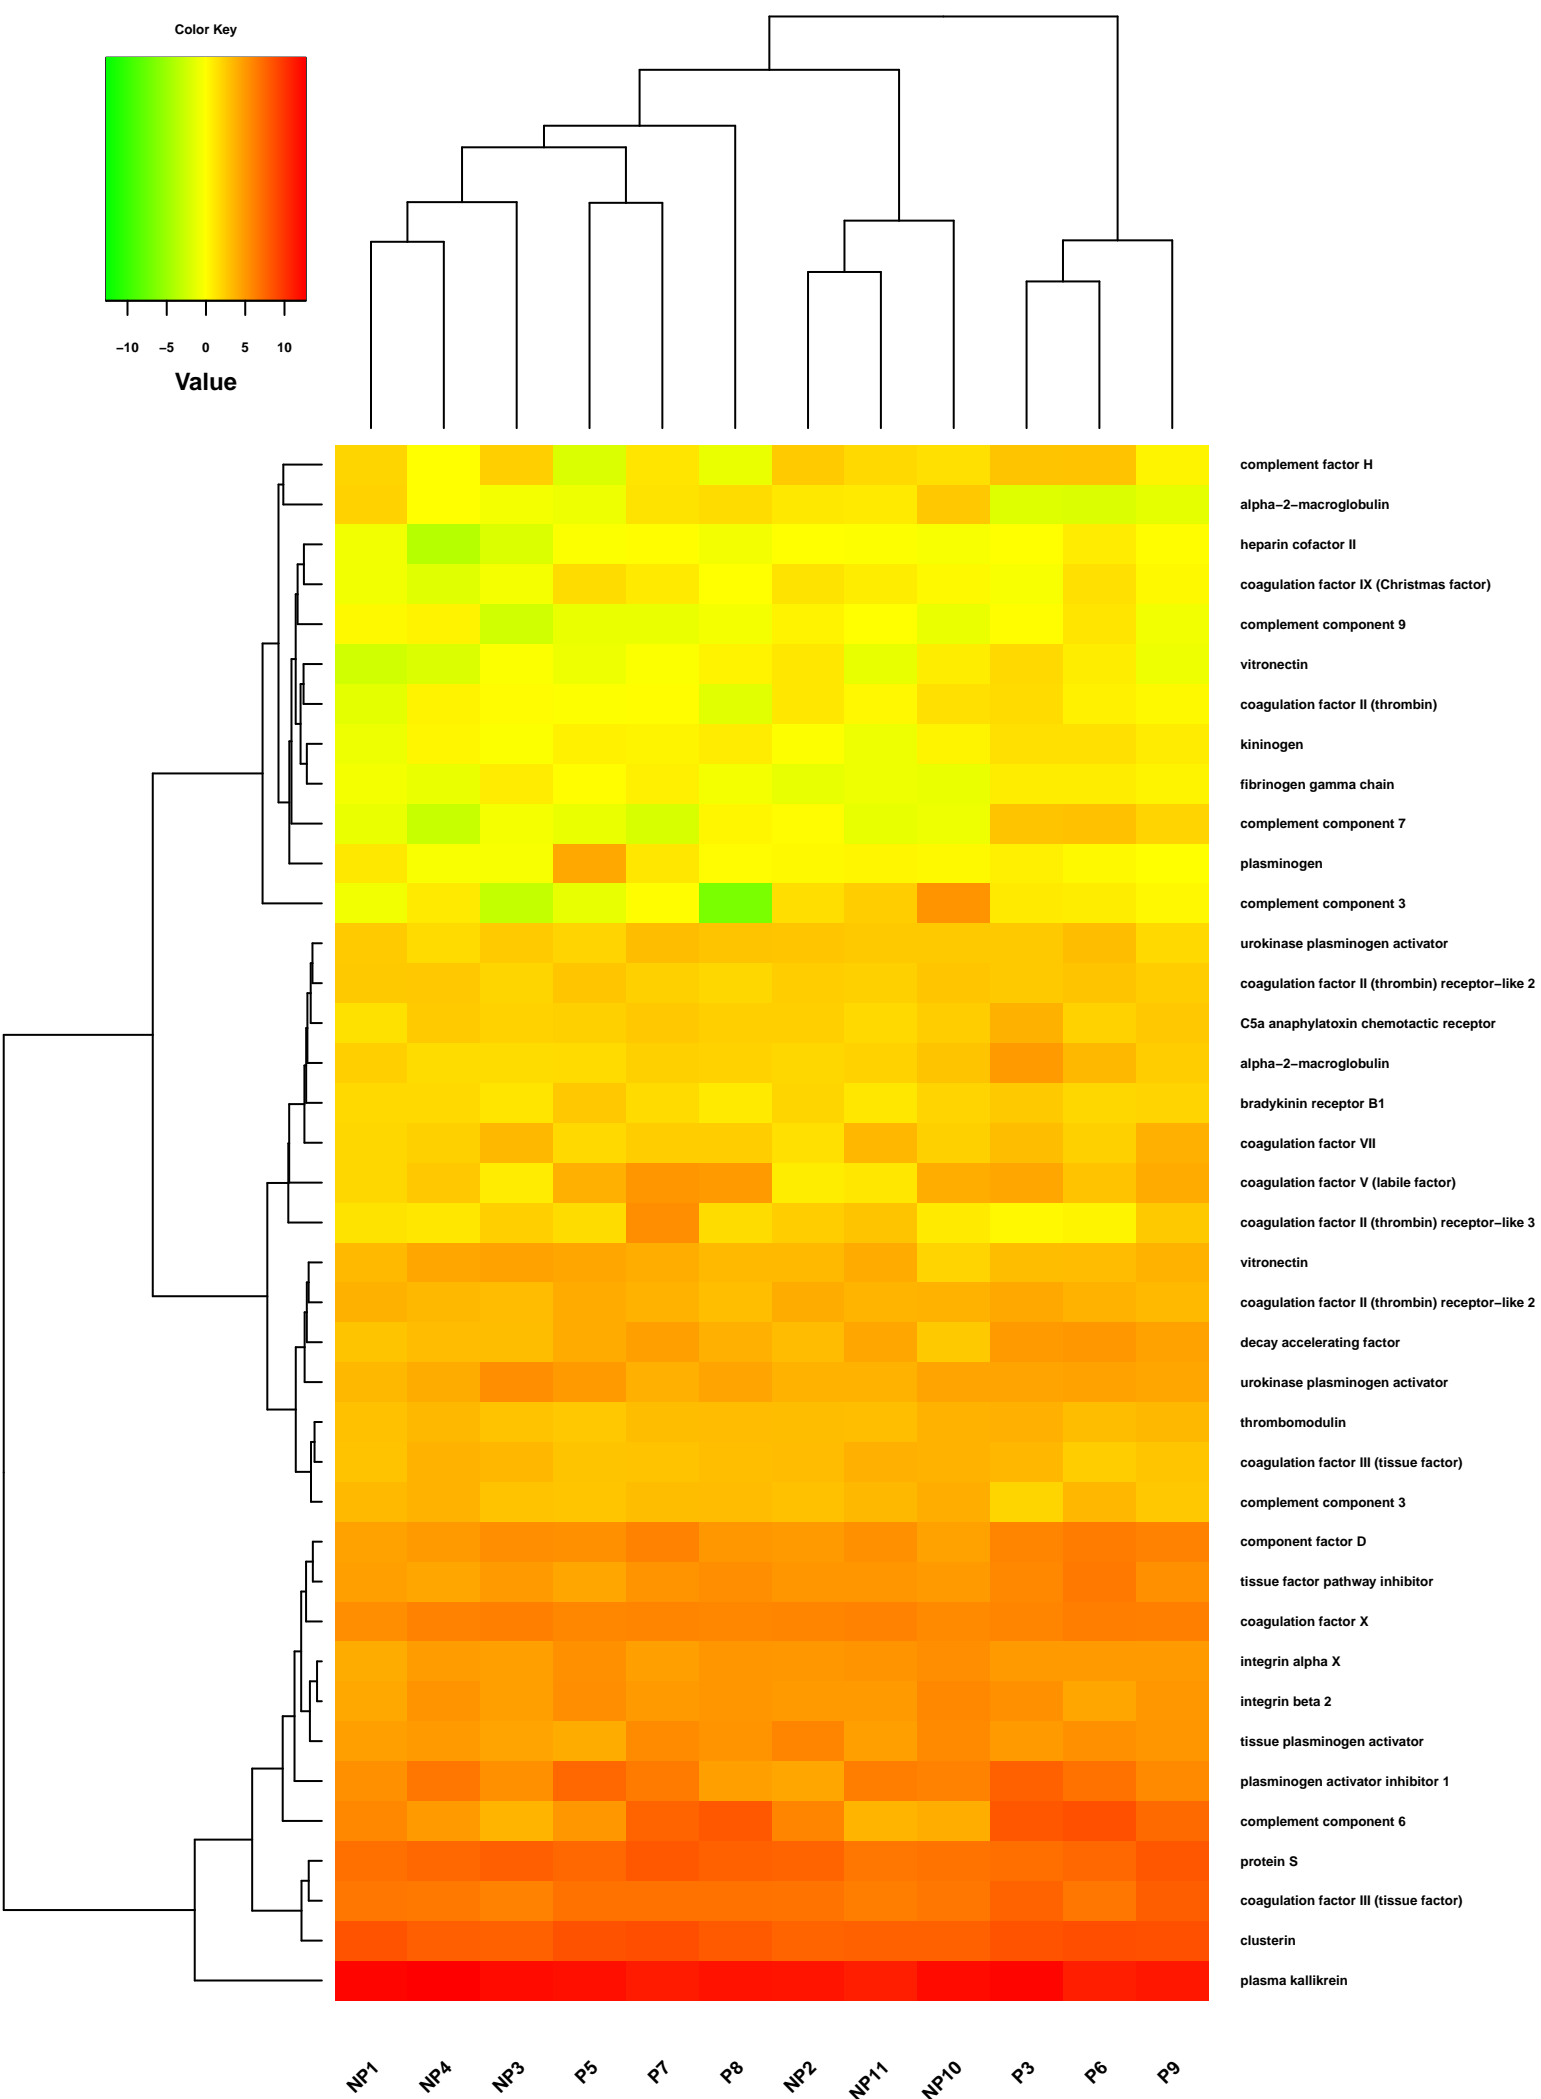 Color Key
−10 −5 0 5 10
Value
complement factor H
alpha−2−macroglobulin
heparin cofactor II
coagulation factor IX (Christmas factor)
complement component 9
vitronectin
coagulation factor II (thrombin)
kininogen
fibrinogen gamma chain
complement component 7
plasminogen
complement component 3
urokinase plasminogen activator
coagulation factor II (thrombin) receptor−like 2
C5a anaphylatoxin chemotactic receptor
alpha−2−macroglobulin
bradykinin receptor B1
coagulation factor VII
coagulation factor V (labile factor)
coagulation factor II (thrombin) receptor−like 3
vitronectin
coagulation factor II (thrombin) receptor−like 2
decay accelerating factor
urokinase plasminogen activator
thrombomodulin
coagulation factor III (tissue factor)
complement component 3
component factor D
tissue factor pathway inhibitor
coagulation factor X
integrin alpha X
integrin beta 2
tissue plasminogen activator
plasminogen activator inhibitor 1
complement component 6
protein S
coagulation factor III (tissue factor)
clusterin
plasma kallikrein
NP1 NP4 NP3 P5 P7 P8 NP2 NP11 NP10 P3 P6 P9